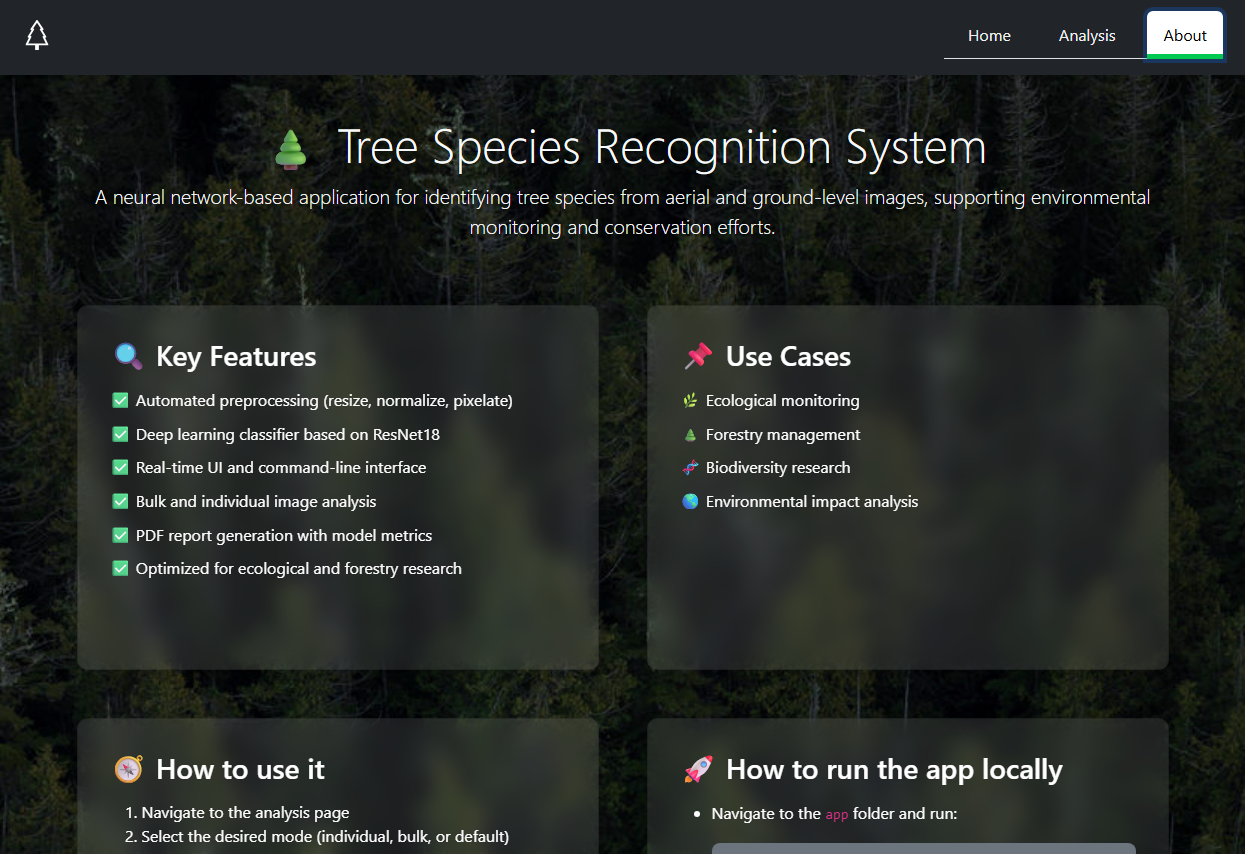 Home Analysis About
Tree Species Recognition System
A neural network-based application for identifying tree species from aerial and ground-level images, supporting environmental
monitoring and conservation efforts.
Key Features
Automated preprocessing (resize, normalize, pixelate)
Deep learning classifier based on ResNet18
Real-time UI and command-line interface
Bulk and individual image analysis
PDF report generation with model metrics
Optimized for ecological and forestry research
Use Cases
Ecological monitoring
Forestry management
Biodiversity research
Environmental impact analysis
How to use it
1. Navigate to the analysis page
2. Select the desired mode (individual, bulk, or default)
How to run the app locally
• Navigate to the app folder and run: